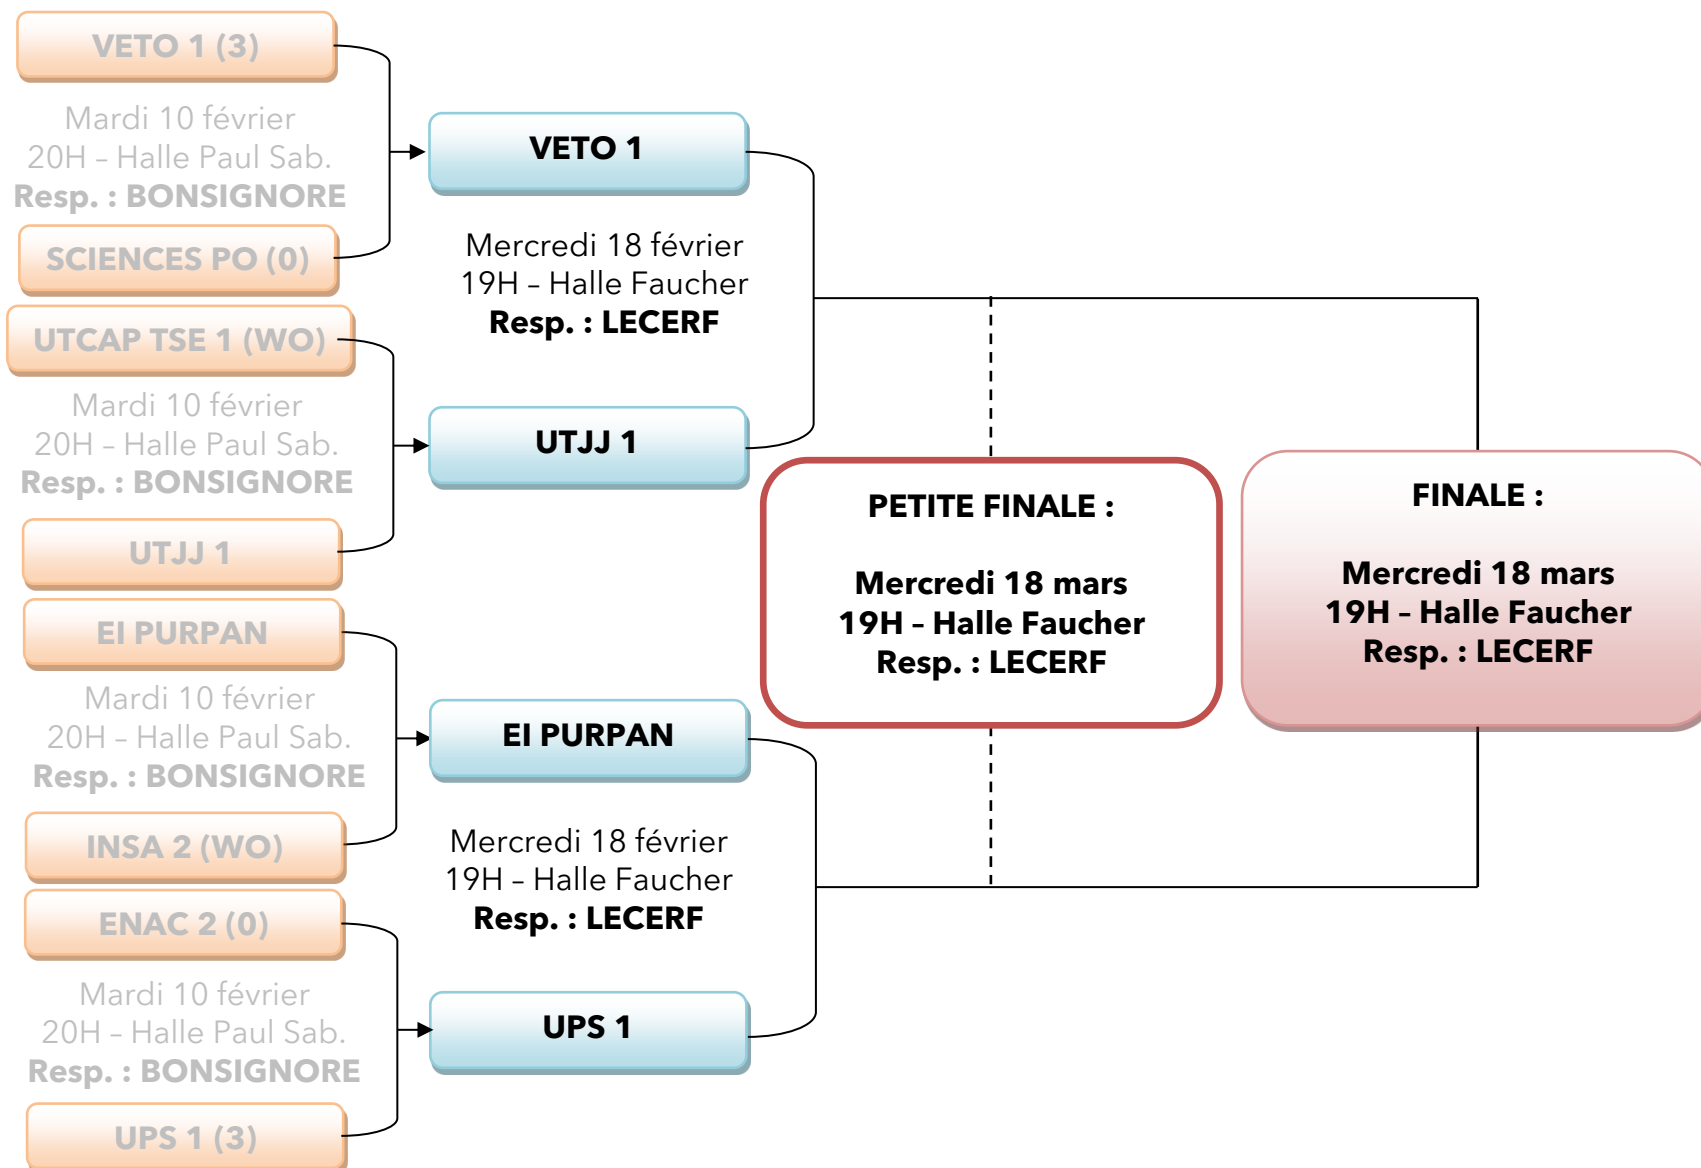 VETO 1 (3)
Mardi 10 février
20H – Halle Paul Sab.
Resp. : BONSIGNORE
SCIENCES PO (0)
UTCAP TSE 1 (WO)
Mardi 10 février
20H – Halle Paul Sab.
Resp. : BONSIGNORE
UTJJ 1
EI PURPAN
Mardi 10 février
20H – Halle Paul Sab.
Resp. : BONSIGNORE
INSA 2 (WO)
ENAC 2 (0)
Mardi 10 février
20H – Halle Paul Sab.
Resp. : BONSIGNORE
UPS 1 (3)
VETO 1
Mercredi 18 février
19H – Halle Faucher
Resp. : LECERF
UTJJ 1
EI PURPAN
Mercredi 18 février
19H – Halle Faucher
Resp. : LECERF
UPS 1
PETITE FINALE :
Mercredi 18 mars
19H – Halle Faucher
Resp. : LECERF
FINALE :
Mercredi 18 mars
19H – Halle Faucher
Resp. : LECERF